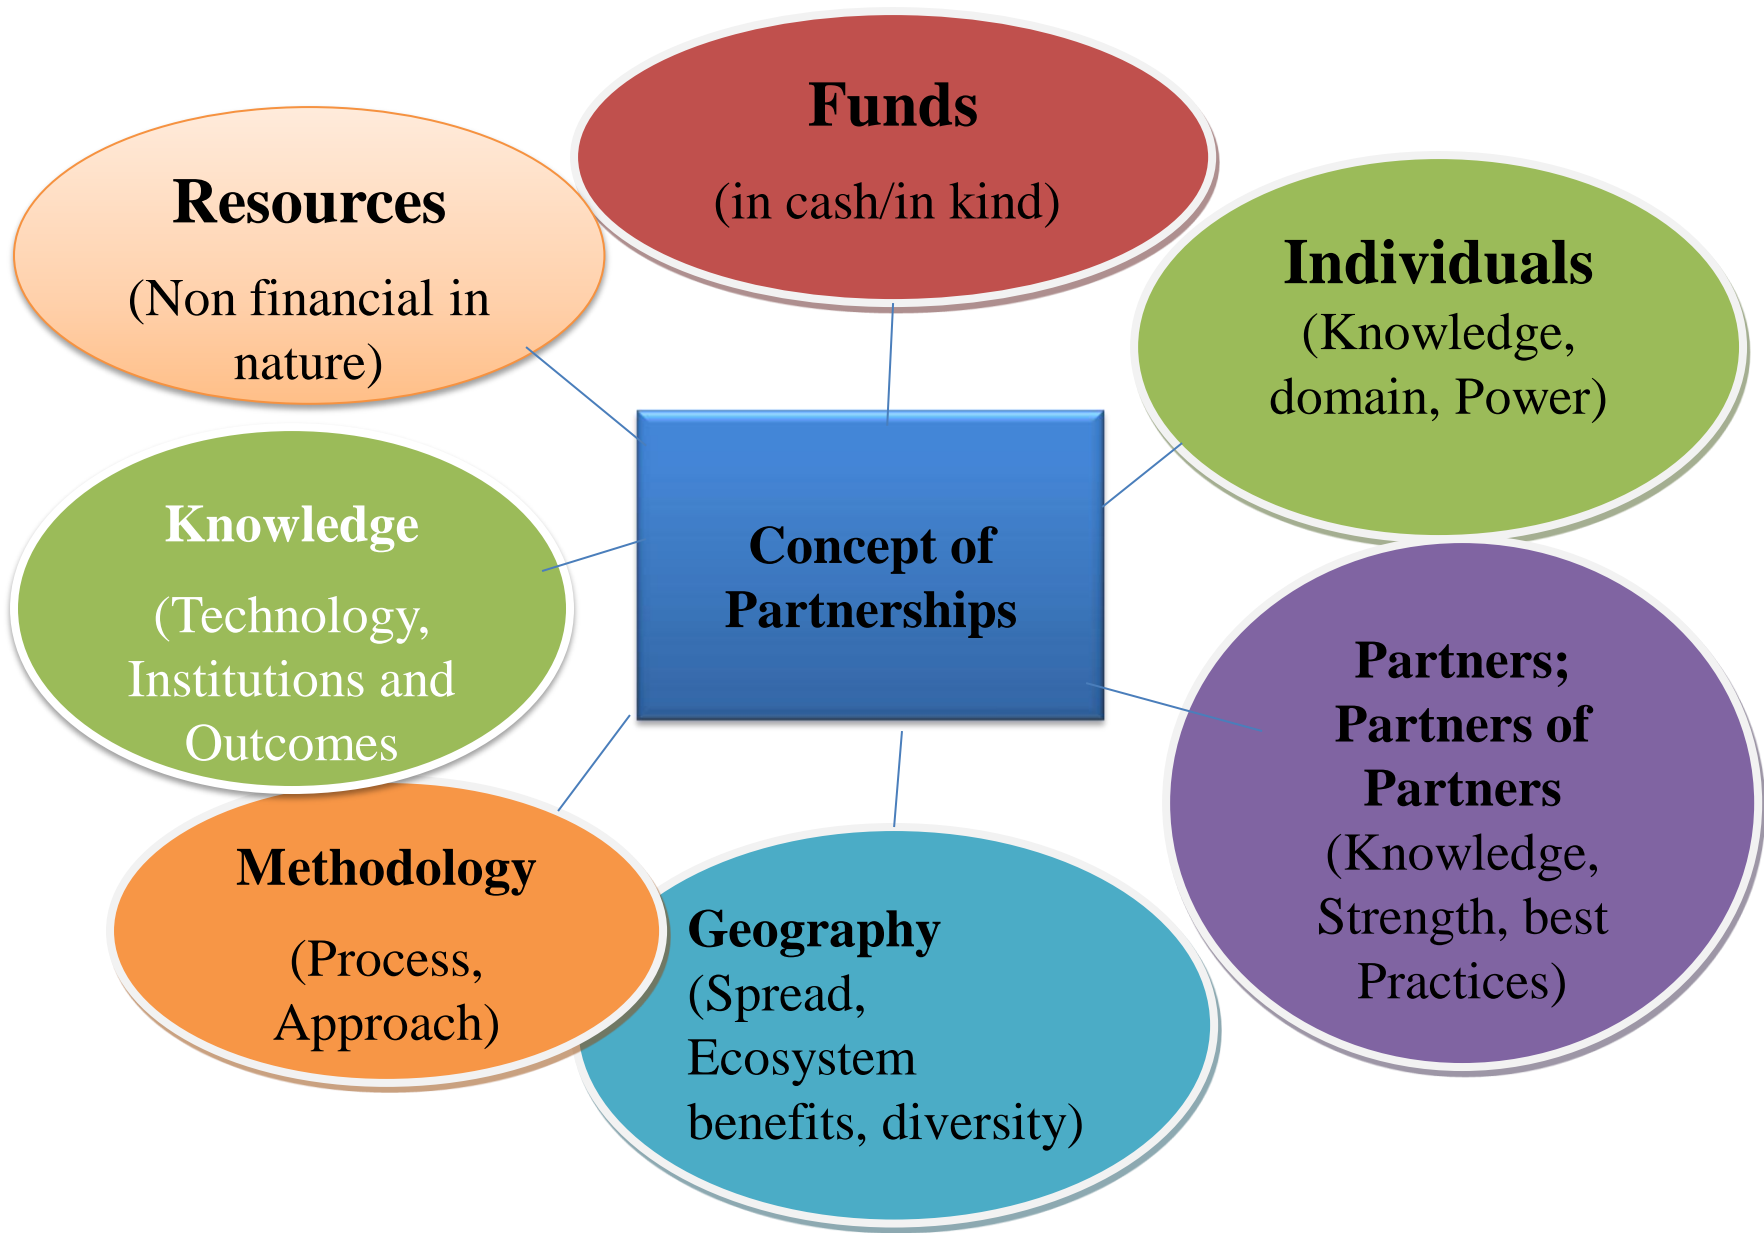 Funds
(in cash/in kind)
Resources
(Non financial in
nature)
Individuals
(Knowledge,
domain, Power)
Knowledge
(Technology,
Institutions and
Outcomes
Concept of
Partnerships
Partners;
Partners of
Partners
(Knowledge,
Strength, best
Practices)
Methodology
(Process,
Approach)
Geography
(Spread,
Ecosystem
benefits, diversity)